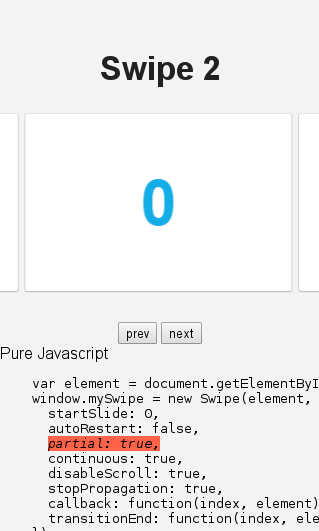 Swipe 2
0
prev next
Pure Javascript
var element = document.getElementByI
window.mySwipe = new Swipe(element,
startSlide: 0,
autoRestart: false,
partial: true,
continuous: true,
disableScroll: true,
stopPropagation: true,
callback: function(index, element)
transitionEnd: function(index, ele
})